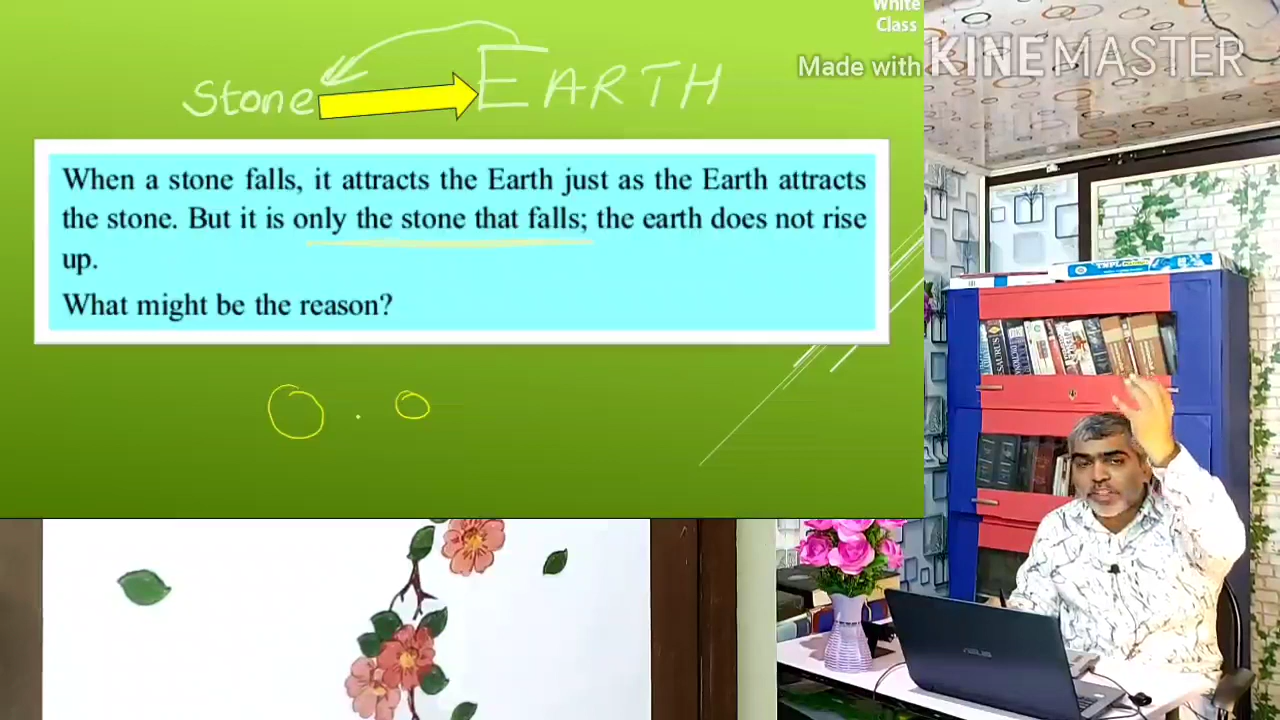 White
Class
Made with KINEMASTER
Stone EARTH
When a stone falls, it attracts the Earth just as the Earth attracts
the stone. But it is only the stone that falls; the earth does not rise
up.
What might be the reason?
ASUS